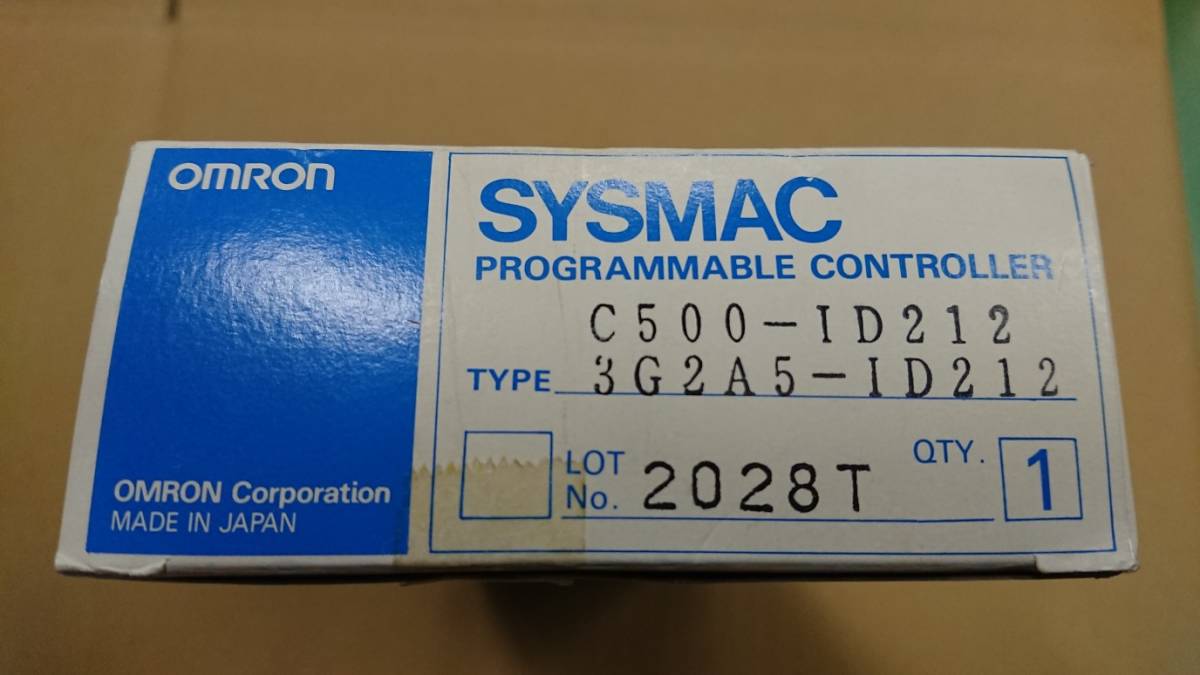 OMRON
SYSMAC
PROGRAMMABLE CONTROLLER
C500-ID212
TYPE 3G2A5-ID212
LOT No. 2028T
QTY. 1
OMRON Corporation
MADE IN JAPAN